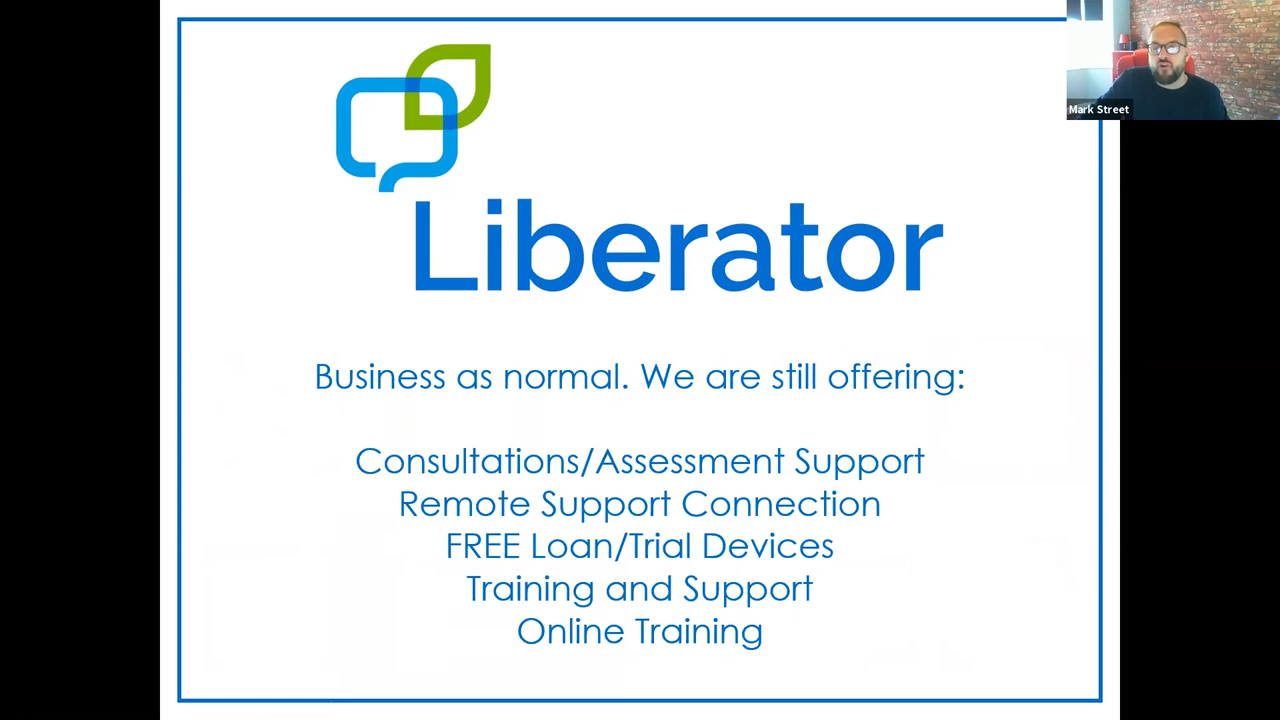 Mark Street
Liberator
Business as normal. We are still offering:
Consultations/Assessment Support
Remote Support Connection
FREE Loan/Trial Devices
Training and Support
Online Training